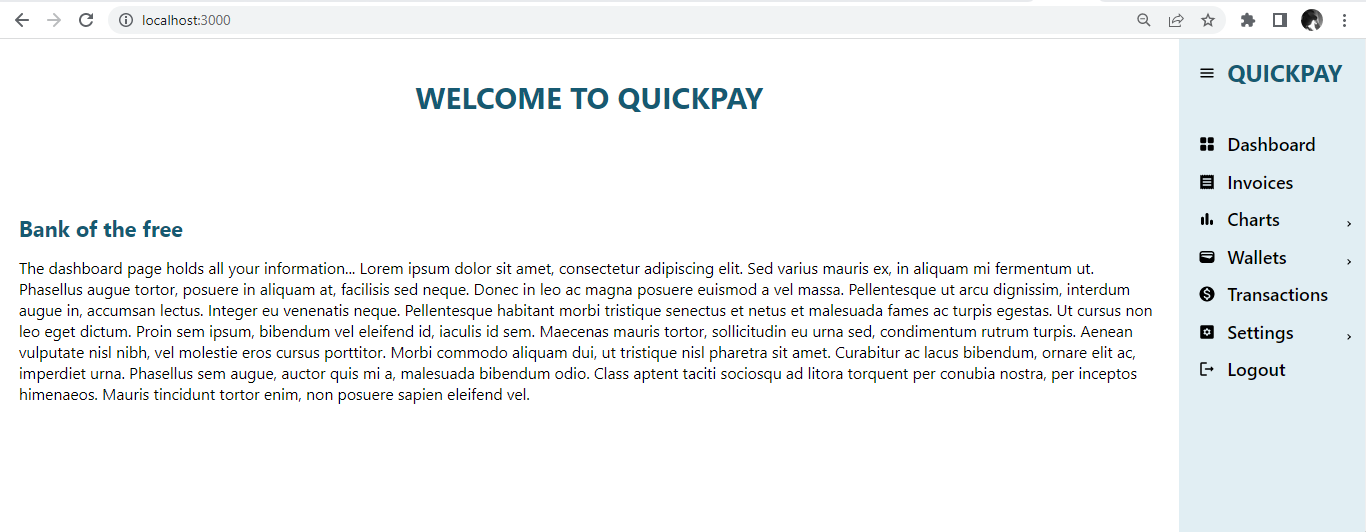 localhost:3000
WELCOME TO QUICKPAY
Bank of the free
The dashboard page holds all your information... Lorem ipsum dolor sit amet, consectetur adipiscing elit. Sed varius mauris ex, in aliquam mi fermentum ut.
Phasellus augue tortor, posuere in aliquam at, facilisis sed neque. Donec in leo ac magna posuere euismod a vel massa. Pellentesque ut arcu dignissim, interdum
augue in, accumsan lectus. Integer eu venenatis neque. Pellentesque habitant morbi tristique senectus et netus et malesuada fames ac turpis egestas. Ut cursus non
leo eget dictum. Proin sem ipsum, bibendum vel eleifend id, iaculis id sem. Maecenas mauris tortor, sollicitudin eu urna sed, condimentum rutrum turpis. Aenean
vulputate nisl nibh, vel molestie eros cursus porttitor. Morbi commodo aliquam dui, ut tristique nisl pharetra sit amet. Curabitur ac lacus bibendum, ornare elit ac,
imperdiet urna. Phasellus sem augue, auctor quis mi a, malesuada bibendum odio. Class aptent taciti sociosqu ad litora torquent per conubia nostra, per inceptos
himenaeos. Mauris tincidunt tortor enim, non posuere sapien eleifend vel.
QUICKPAY
Dashboard
Invoices
Charts
Wallets
Transactions
Settings
Logout